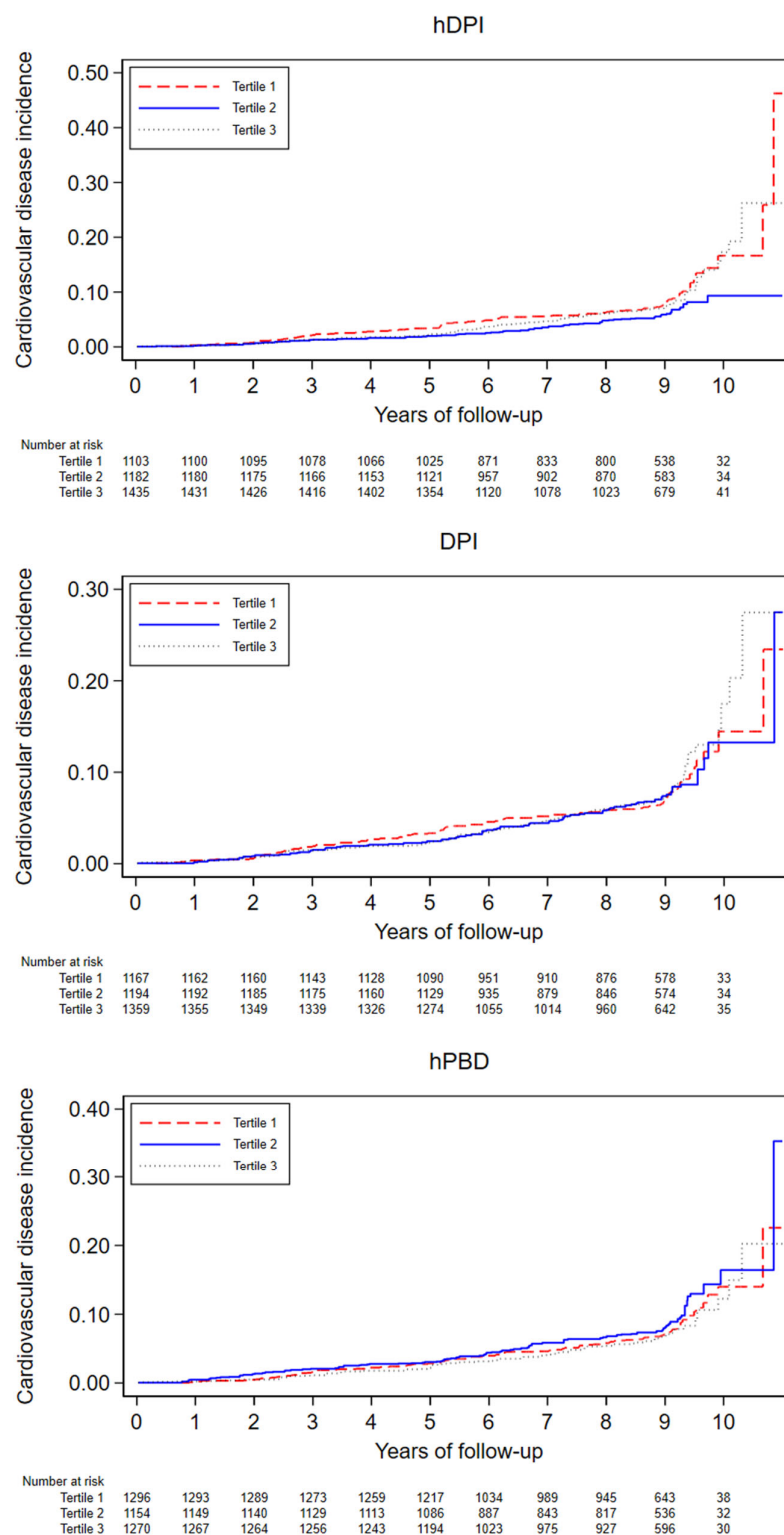 hDPI
Cardiovascular disease incidence
0.50
0.40
0.30
0.20
0.10
0.00
Tertile 1
Tertile 2
Tertile 3
0 1 2 3 4 5 6 7 8 9 10
Years of follow-up
Number at risk
Tertile 1 1103 1100 1095 1078 1066 1025 871 833 800 538 32
Tertile 2 1182 1180 1175 1166 1153 1121 957 902 870 583 34
Tertile 3 1435 1431 1426 1416 1402 1354 1120 1078 1023 679 41
DPI
Cardiovascular disease incidence
0.30
0.20
0.10
0.00
Tertile 1
Tertile 2
Tertile 3
0 1 2 3 4 5 6 7 8 9 10
Years of follow-up
Number at risk
Tertile 1 1167 1162 1160 1143 1128 1090 951 910 876 578 33
Tertile 2 1194 1192 1185 1175 1160 1129 935 879 846 574 34
Tertile 3 1359 1355 1349 1339 1326 1274 1055 1014 960 642 35
hPBD
Cardiovascular disease incidence
0.40
0.30
0.20
0.10
0.00
Tertile 1
Tertile 2
Tertile 3
0 1 2 3 4 5 6 7 8 9 10
Years of follow-up
Number at risk
Tertile 1 1296 1293 1289 1273 1259 1217 1034 989 945 643 38
Tertile 2 1154 1149 1140 1129 1113 1086 887 843 817 536 32
Tertile 3 1270 1267 1264 1256 1243 1194 1023 975 927 596 30